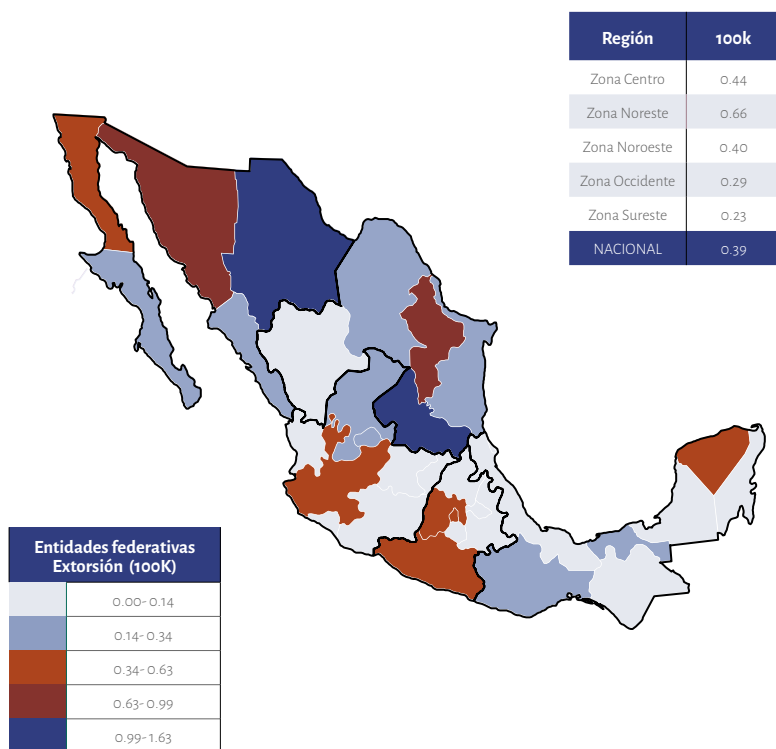 Región 100k
Zona Centro 0.44
Zona Noreste 0.66
Zona Noroeste 0.40
Zona Occidente 0.29
Zona Sureste 0.23
NACIONAL 0.39
Entidades federativas
Extorsión (100K)
0.00-0.14
0.14-0.34
0.34-0.63
0.63-0.99
0.99-1.63